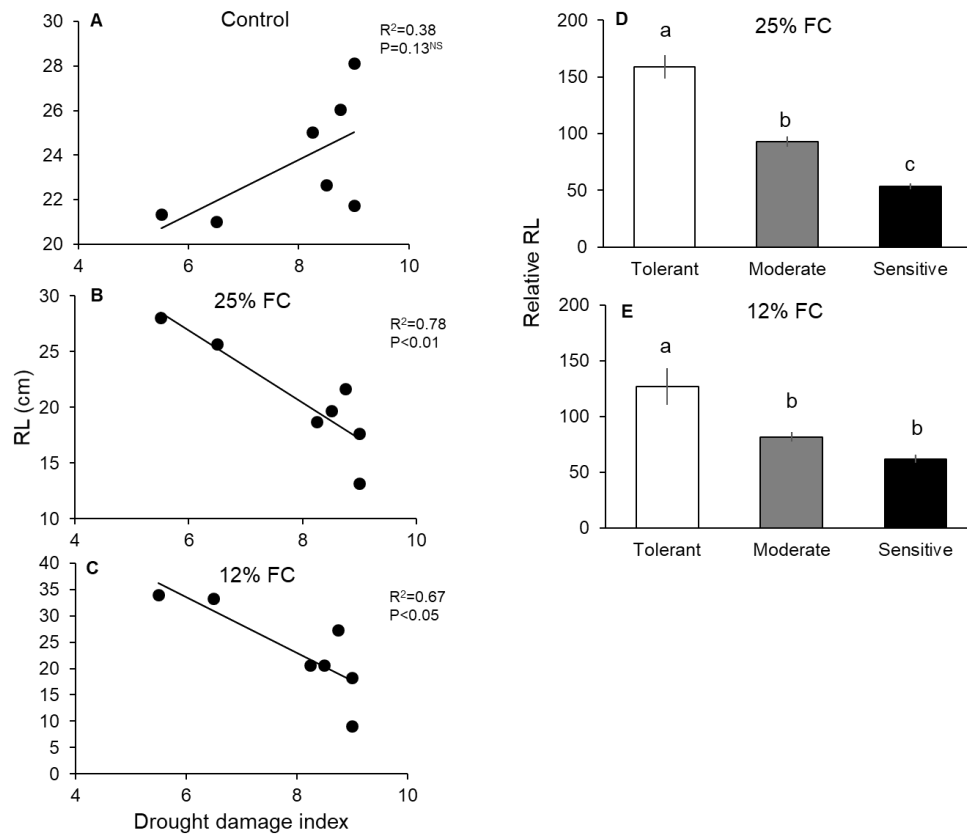 A
Control
R²=0.38
P=0.13ᴺˢ
30
28
26
24
22
20
4 6 8 10
B
25% FC
R²=0.78
P<0.01
30
25
20
15
10
4 6 8 10
RL (cm)
C
12% FC
R²=0.67
P<0.05
40
35
30
25
20
15
10
5
0
4 6 8 10
Drought damage index
D
25% FC
200
150
100
50
0
a
b
c
Tolerant Moderate Sensitive
Relative RL
E
12% FC
200
150
100
50
0
a
b
b
Tolerant Moderate Sensitive